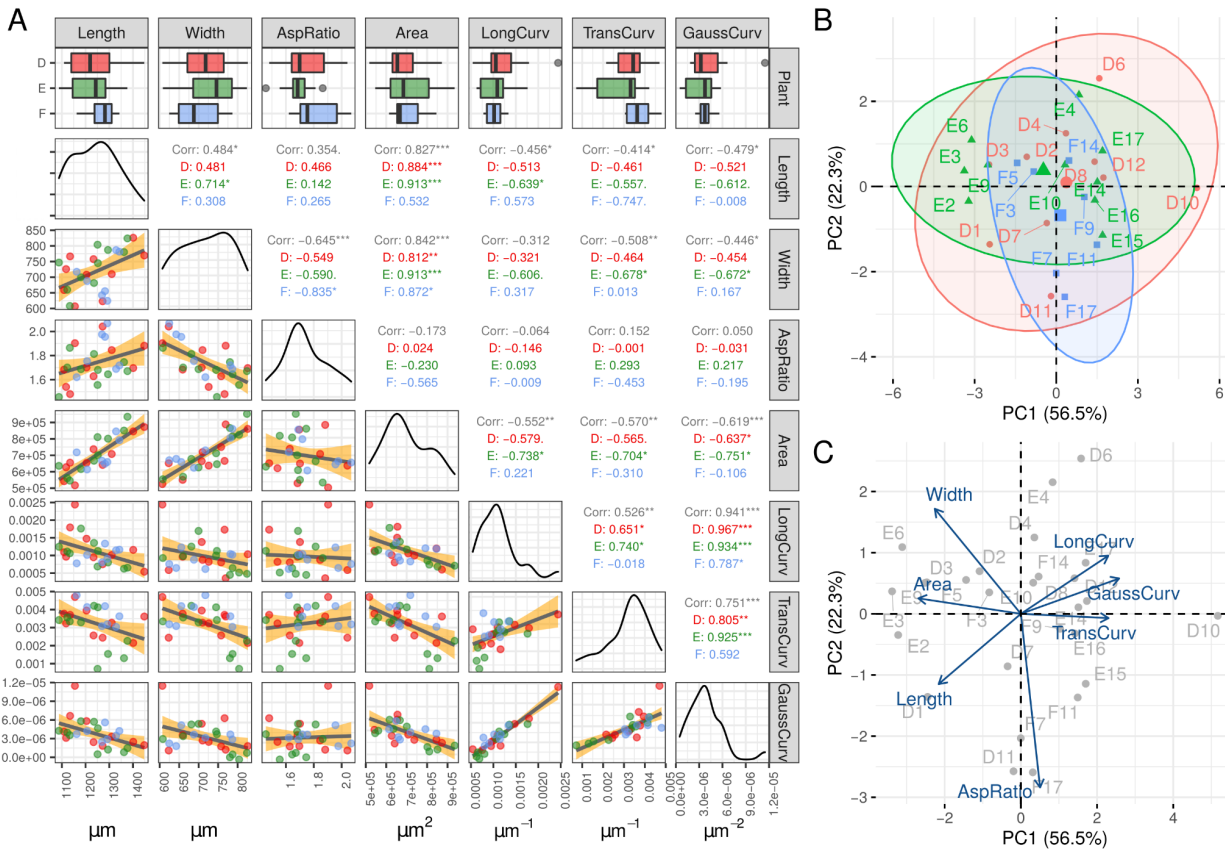 A
Length Width AspRatio Area LongCurv TransCurv GaussCurv
D
E
F
Plant
Corr: 0.484* Corr: 0.354. Corr: 0.827*** Corr: −0.456* Corr: −0.414* Corr: −0.479*
D: 0.481 D: 0.466 D: 0.884*** D: −0.513 D: −0.461 D: −0.521
E: 0.714* E: 0.142 E: 0.913*** E: −0.639* E: −0.557. E: −0.612.
F: 0.308 F: 0.265 F: 0.532 F: 0.573 F: −0.747. F: −0.008
Length
850
800
750
700
650
600
Corr: −0.645*** Corr: 0.842*** Corr: −0.312 Corr: −0.508** Corr: −0.446*
D: −0.549 D: 0.812** D: −0.321 D: −0.464 D: −0.454
E: −0.590. E: 0.913*** E: −0.606. E: −0.678* E: −0.672*
F: −0.835* F: 0.872* F: 0.317 F: 0.013 F: 0.167
Width
2.0
1.8
1.6
Corr: −0.173 Corr: −0.064 Corr: 0.152 Corr: 0.050
D: 0.024 D: −0.146 D: −0.001 D: −0.031
E: −0.230 E: 0.093 E: 0.293 E: 0.217
F: −0.565 F: −0.009 F: −0.453 F: −0.195
AspRatio
9e+05
8e+05
7e+05
6e+05
5e+05
Corr: −0.552** Corr: −0.570** Corr: −0.619***
D: −0.579. D: −0.565. D: −0.637*
E: −0.738* E: −0.704* E: −0.751*
F: 0.221 F: −0.310 F: −0.106
Area
0.0025
0.0020
0.0015
0.0010
0.0005
Corr: 0.526** Corr: 0.941***
D: 0.651* D: 0.967***
E: 0.740* E: 0.934***
F: −0.018 F: 0.787*
LongCurv
0.005
0.004
0.003
0.002
0.001
Corr: 0.751***
D: 0.805**
E: 0.925***
F: 0.592
TransCurv
1.2e−05
9.0e−06
6.0e−06
3.0e−06
0.0e+00
GaussCurv
1100 1200 1300 1400
600 650 700 750 800
1.6 1.8 2.0
5e+05 6e+05 7e+05 8e+05 9e+05
0.0005 0.0010 0.0015 0.0020 0.0025
0.001 0.002 0.003 0.004 0.005
0.0e+00 3.0e−06 6.0e−06 9.0e−06 1.2e−05
μm μm μm² μm⁻¹ μm⁻¹ μm⁻²
B
PC2 (22.3%)
2
0
−2
−4
D6
E4
E6 D4 E17
F14
E3 D3 D2 D12
F5 D8
E9 E14
E10
E2 F3 E16 D10
D1 D7 F9 E15
F7 F11
D11 F17
−6 −3 0 3 6
PC1 (56.5%)
C
PC2 (22.3%)
2
1
0
−1
−2
−3
D6
Width E4
D4
E6 LongCurv
D3 D2 F14
Area D8
E9 F5 E10 GaussCurv
E3 F3 F9 E14 TransCurv D10
E2 D7 E16
Length E15
D1 F7 F11
D11
AspRatio F17
−2 0 2 4
PC1 (56.5%)